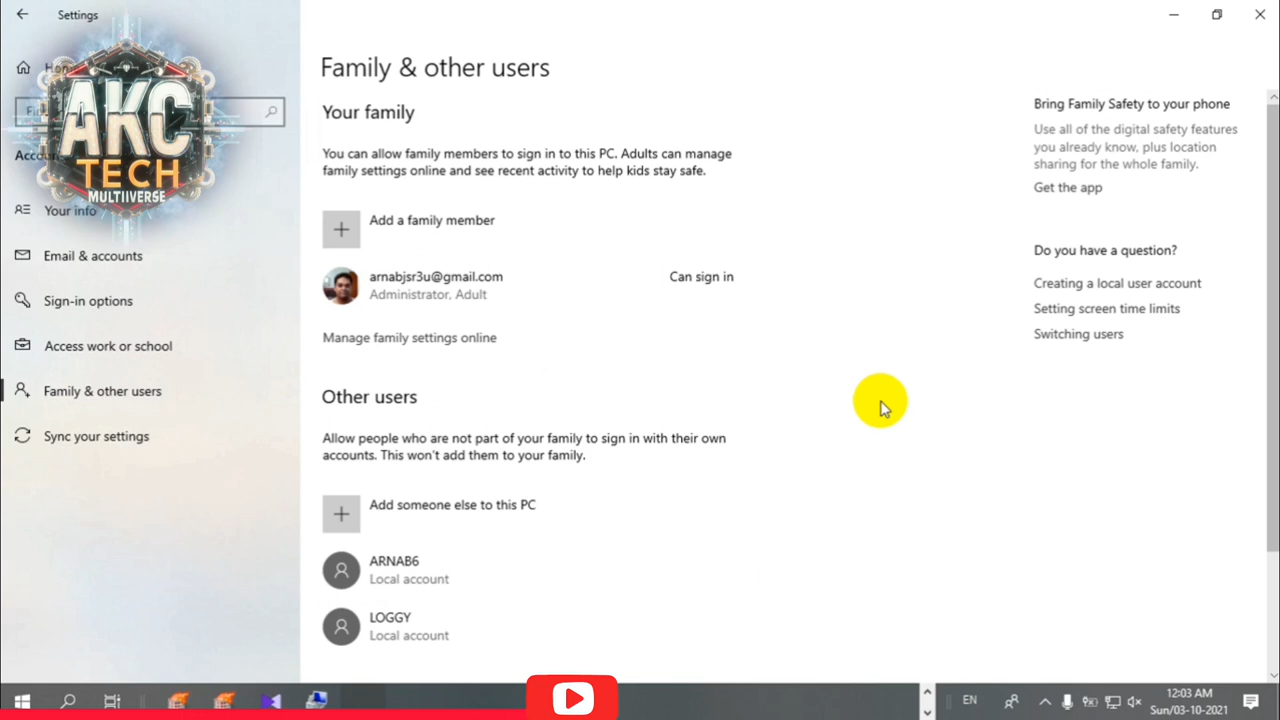 Settings
AKC
TECH
MULTIIVERSE
Your info
Email & accounts
Sign-in options
Access work or school
Family & other users
Sync your settings
Family & other users
Your family
You can allow family members to sign in to this PC. Adults can manage
family settings online and see recent activity to help kids stay safe.
Add a family member
arnabjsr3u@gmail.com
Can sign in
Administrator, Adult
Manage family settings online
Other users
Allow people who are not part of your family to sign in with their own
accounts. This won't add them to your family.
Add someone else to this PC
ARNAB6
Local account
LOGGY
Local account
Bring Family Safety to your phone
Use all of the digital safety features
you already know, plus location
sharing for the whole family.
Get the app
Do you have a question?
Creating a local user account
Setting screen time limits
Switching users
EN
12:03 AM
Sun/03-10-2021